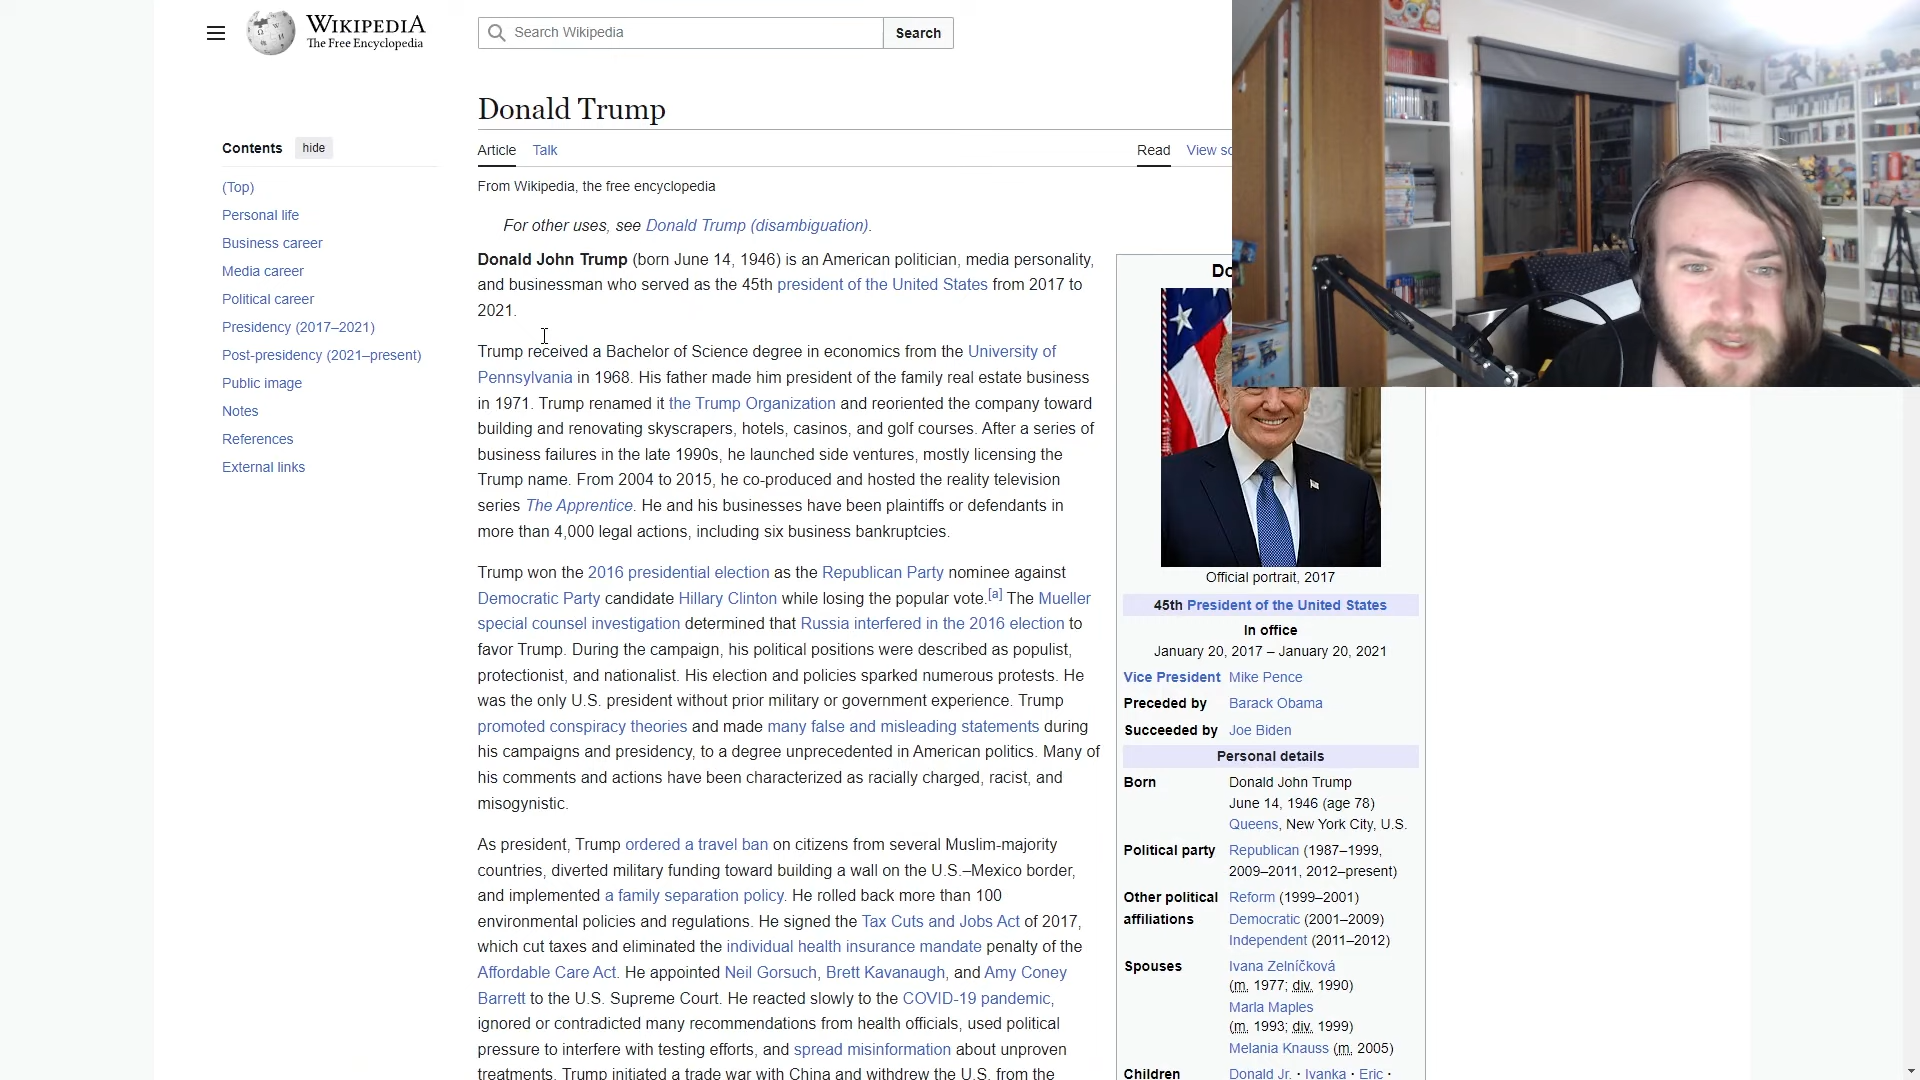 WIKIPEDIA
The Free Encyclopedia
Search Wikipedia
Search
Donald Trump
Contents
hide
Article
Talk
Read
View sc
(Top)
Personal life
Business career
Media career
Political career
Presidency (2017–2021)
Post-presidency (2021–present)
Public image
Notes
References
External links
From Wikipedia, the free encyclopedia
For other uses, see Donald Trump (disambiguation).
Donald John Trump (born June 14, 1946) is an American politician, media personality,
and businessman who served as the 45th president of the United States from 2017 to
2021.
Trump received a Bachelor of Science degree in economics from the University of
Pennsylvania in 1968. His father made him president of the family real estate business
in 1971. Trump renamed it the Trump Organization and reoriented the company toward
building and renovating skyscrapers, hotels, casinos, and golf courses. After a series of
business failures in the late 1990s, he launched side ventures, mostly licensing the
Trump name. From 2004 to 2015, he co-produced and hosted the reality television
series The Apprentice. He and his businesses have been plaintiffs or defendants in
more than 4,000 legal actions, including six business bankruptcies.
Trump won the 2016 presidential election as the Republican Party nominee against
Democratic Party candidate Hillary Clinton while losing the popular vote.[a] The Mueller
special counsel investigation determined that Russia interfered in the 2016 election to
favor Trump. During the campaign, his political positions were described as populist,
protectionist, and nationalist. His election and policies sparked numerous protests. He
was the only U.S. president without prior military or government experience. Trump
promoted conspiracy theories and made many false and misleading statements during
his campaigns and presidency, to a degree unprecedented in American politics. Many of
his comments and actions have been characterized as racially charged, racist, and
misogynistic.
As president, Trump ordered a travel ban on citizens from several Muslim-majority
countries, diverted military funding toward building a wall on the U.S.–Mexico border,
and implemented a family separation policy. He rolled back more than 100
environmental policies and regulations. He signed the Tax Cuts and Jobs Act of 2017,
which cut taxes and eliminated the individual health insurance mandate penalty of the
Affordable Care Act. He appointed Neil Gorsuch, Brett Kavanaugh, and Amy Coney
Barrett to the U.S. Supreme Court. He reacted slowly to the COVID-19 pandemic,
ignored or contradicted many recommendations from health officials, used political
pressure to interfere with testing efforts, and spread misinformation about unproven
treatments. Trump initiated a trade war with China and withdrew the U.S. from the
Do
Official portrait, 2017
45th President of the United States
In office
January 20, 2017 – January 20, 2021
Vice President Mike Pence
Preceded by Barack Obama
Succeeded by Joe Biden
Personal details
Born Donald John Trump
June 14, 1946 (age 78)
Queens, New York City, U.S.
Political party Republican (1987–1999,
2009–2011, 2012–present)
Other political Reform (1999–2001)
affiliations Democratic (2001–2009)
Independent (2011–2012)
Spouses Ivana Zelníčková
(m. 1977; div. 1990)
Marla Maples
(m. 1993; div. 1999)
Melania Knauss (m. 2005)
Children Donald Jr. · Ivanka · Eric ·